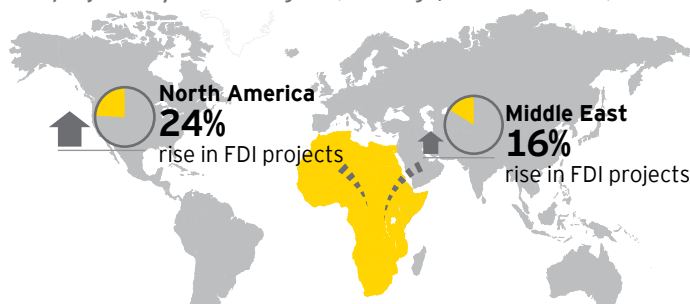 North America
24%
rise in FDI projects
Middle East
16%
rise in FDI projects